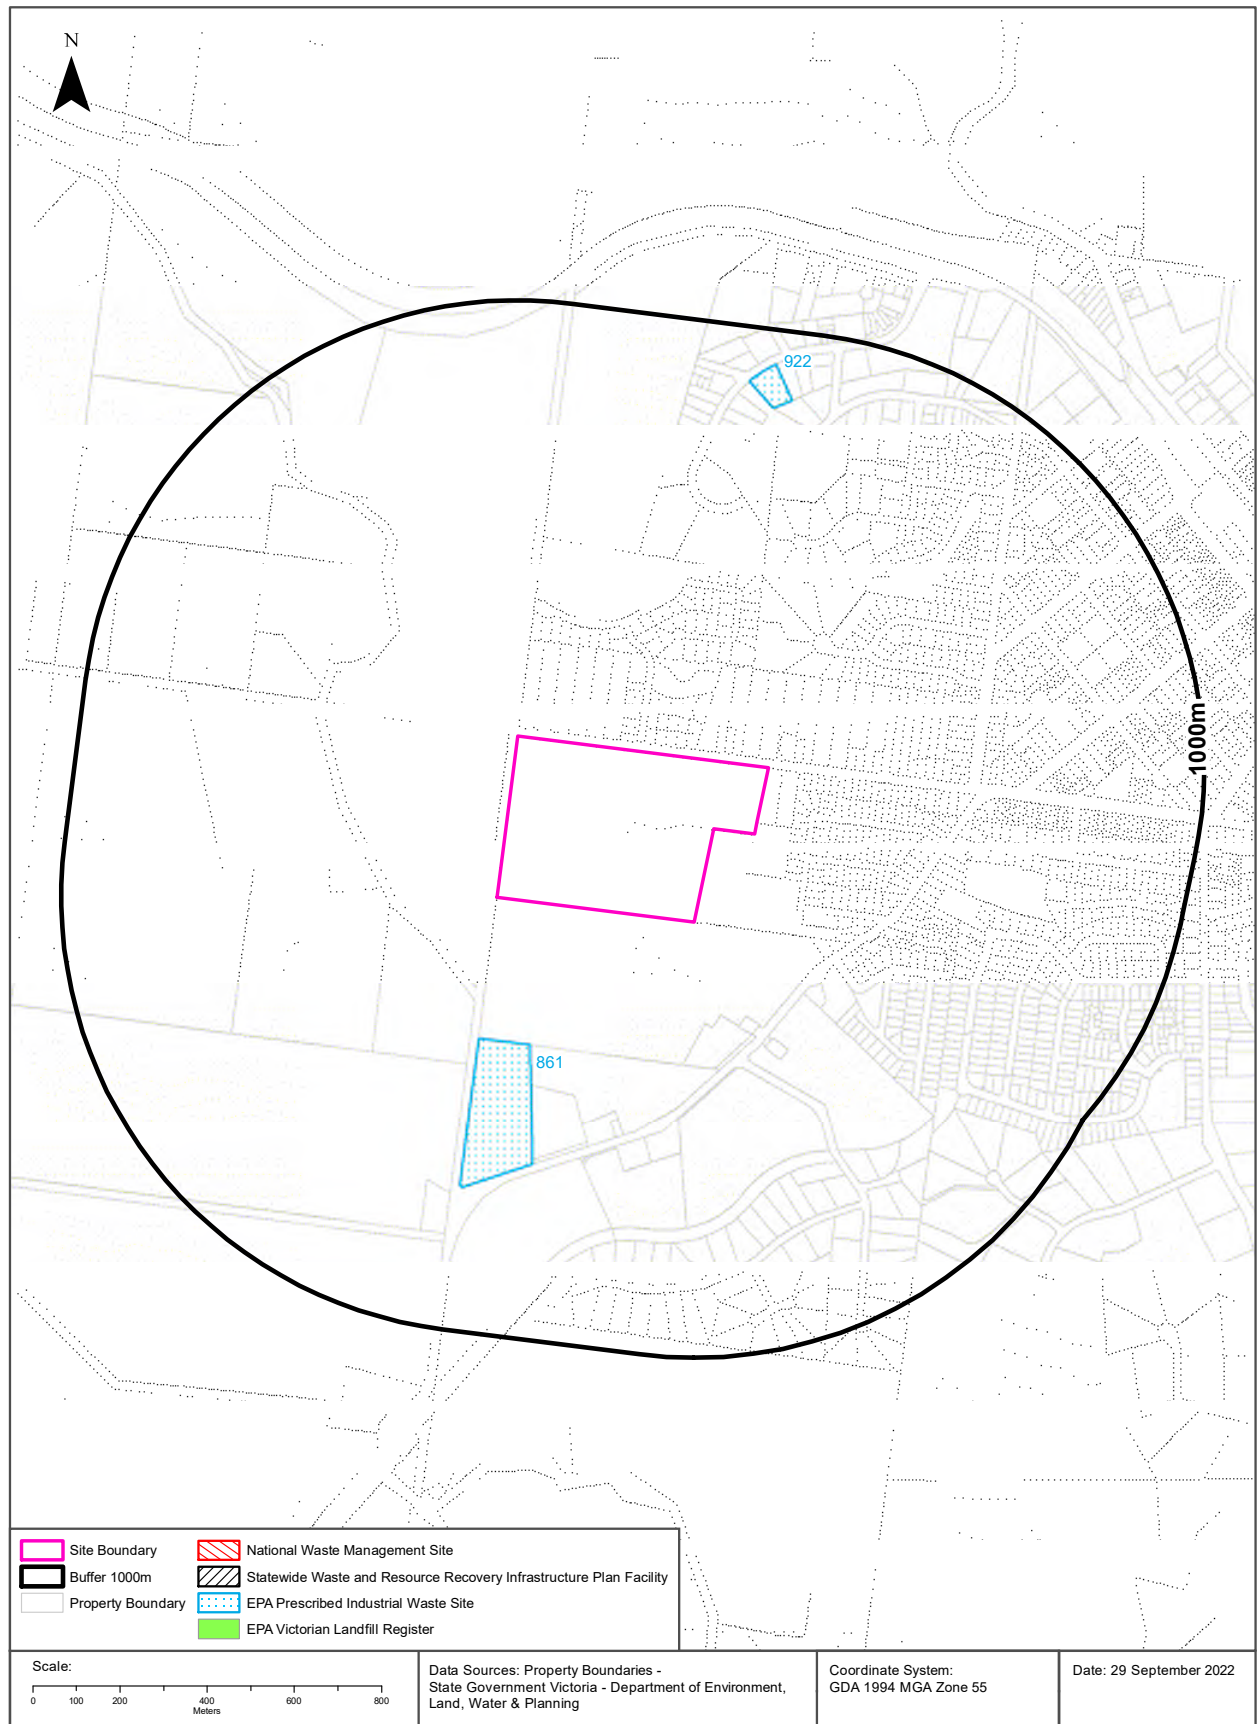 N
922
1000m
861
Site Boundary
Buffer 1000m
Property Boundary
National Waste Management Site
Statewide Waste and Resource Recovery Infrastructure Plan Facility
EPA Prescribed Industrial Waste Site
EPA Victorian Landfill Register
Scale:
0 100 200 400 600 800
Meters
Data Sources: Property Boundaries -
State Government Victoria - Department of Environment,
Land, Water & Planning
Coordinate System:
GDA 1994 MGA Zone 55
Date: 29 September 2022